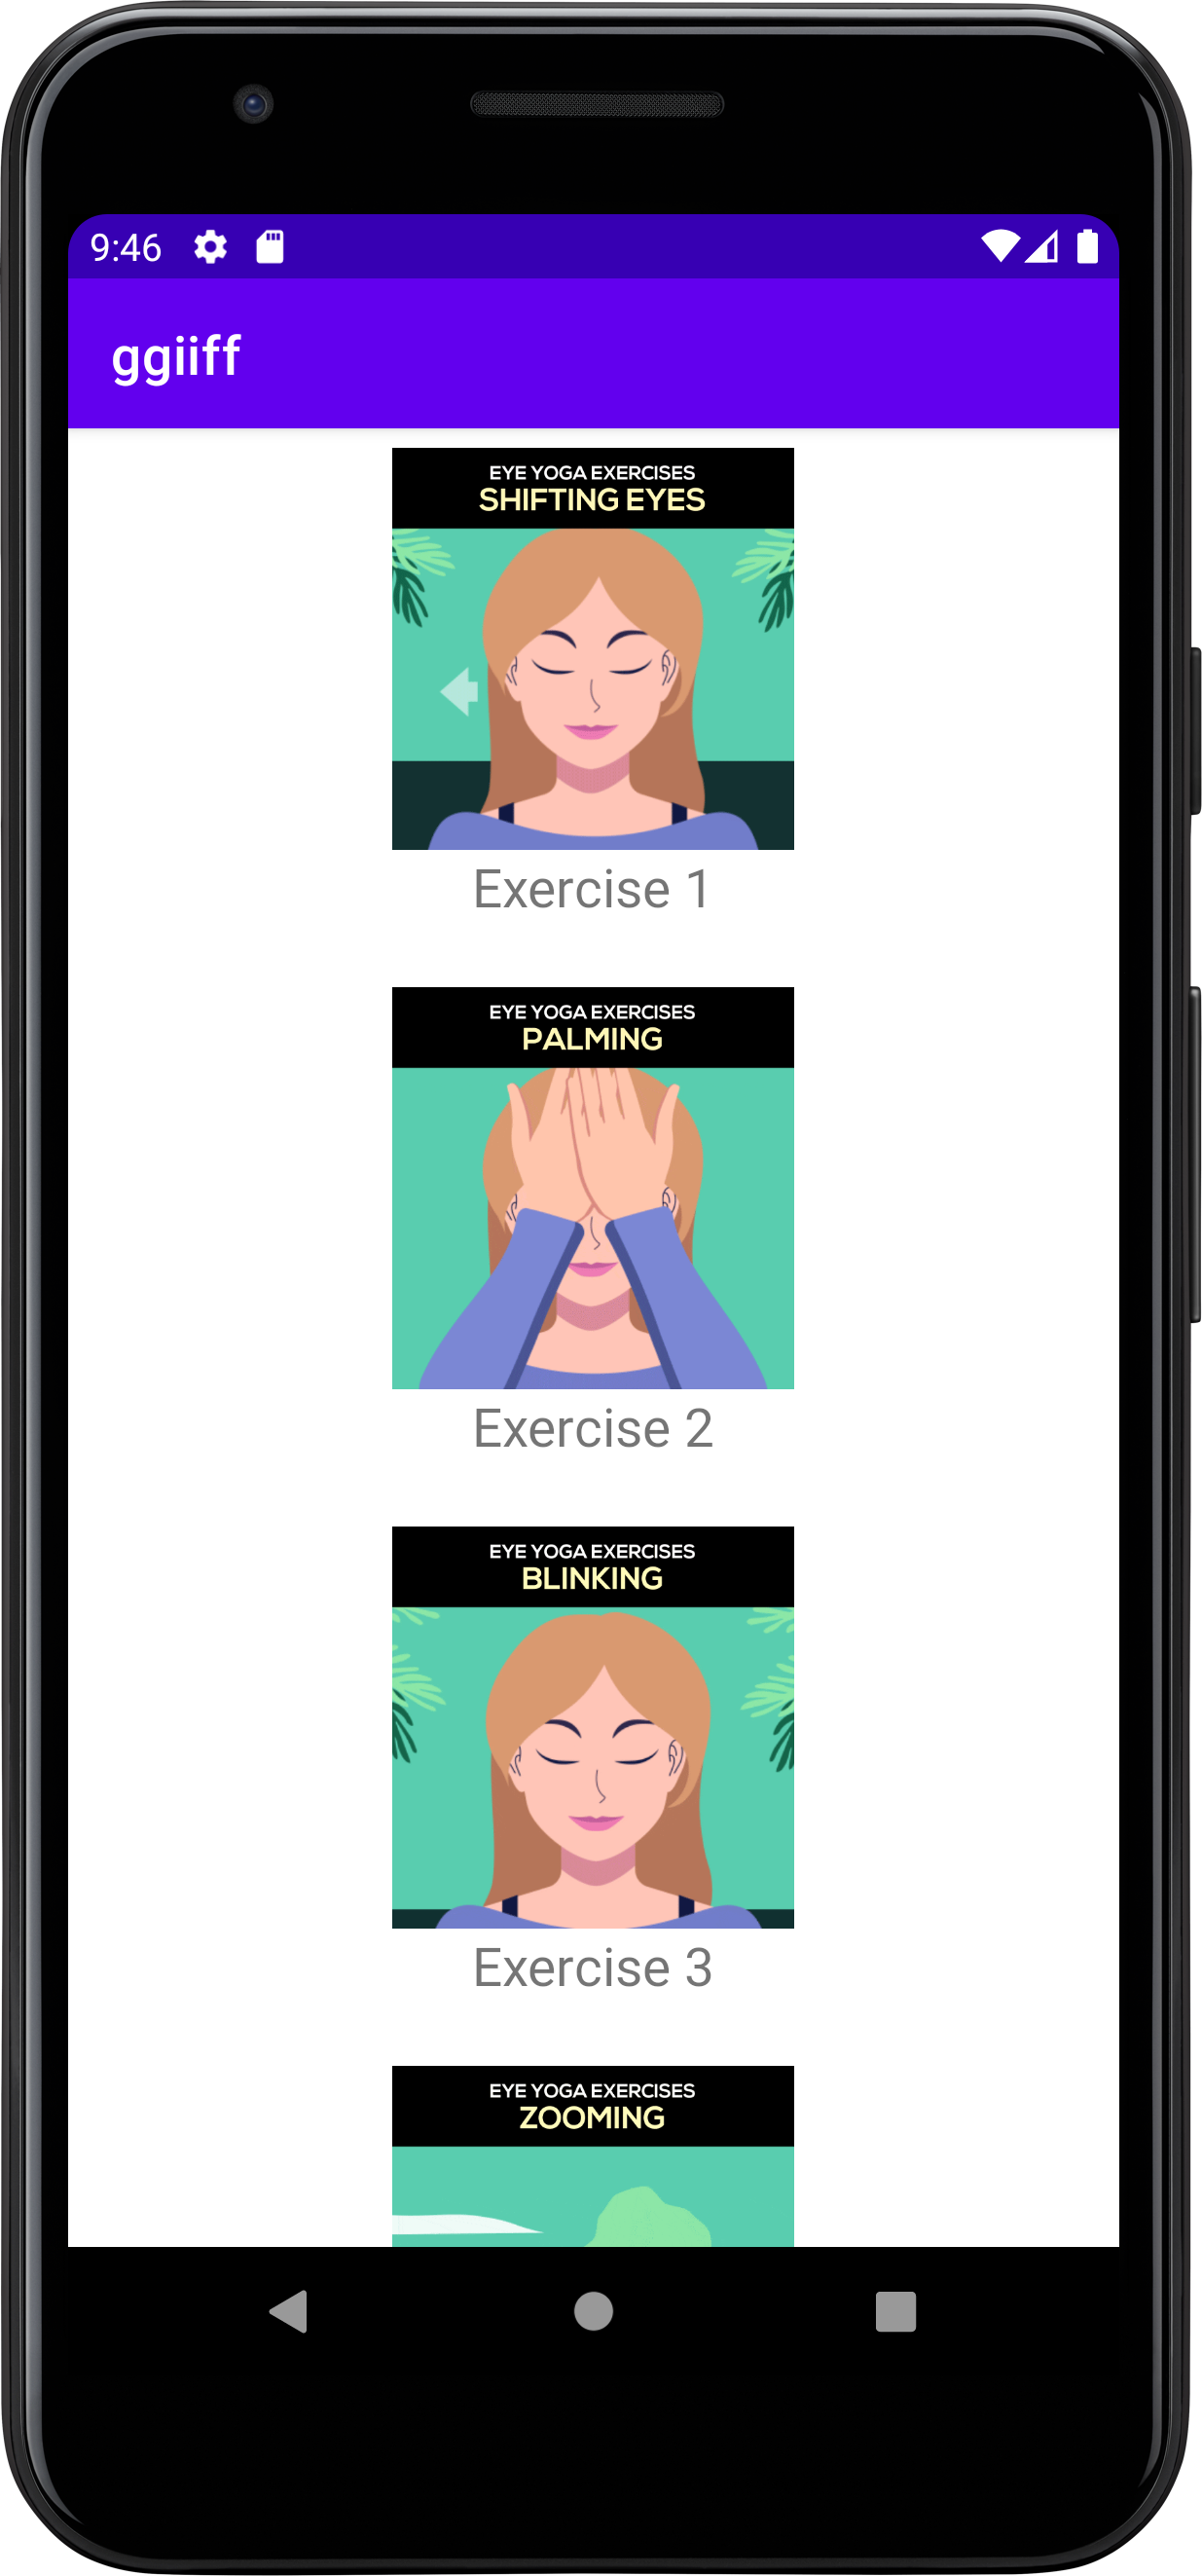 9:46
ggiiff
EYE YOGA EXERCISES
SHIFTING EYES
Exercise 1
EYE YOGA EXERCISES
PALMING
Exercise 2
EYE YOGA EXERCISES
BLINKING
Exercise 3
EYE YOGA EXERCISES
ZOOMING